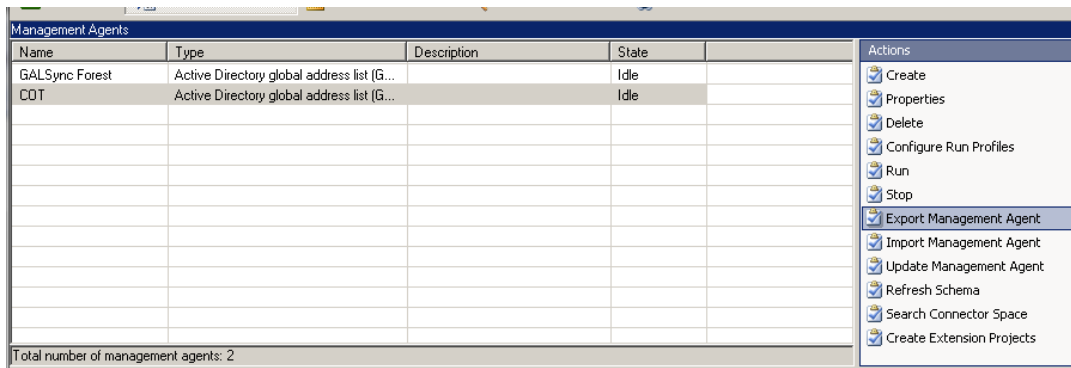 Management Agents
Name Type Description State
GALSync Forest Active Directory global address list (G... Idle
COT Active Directory global address list (G... Idle
Total number of management agents: 2
Actions
Create
Properties
Delete
Configure Run Profiles
Run
Stop
Export Management Agent
Import Management Agent
Update Management Agent
Refresh Schema
Search Connector Space
Create Extension Projects